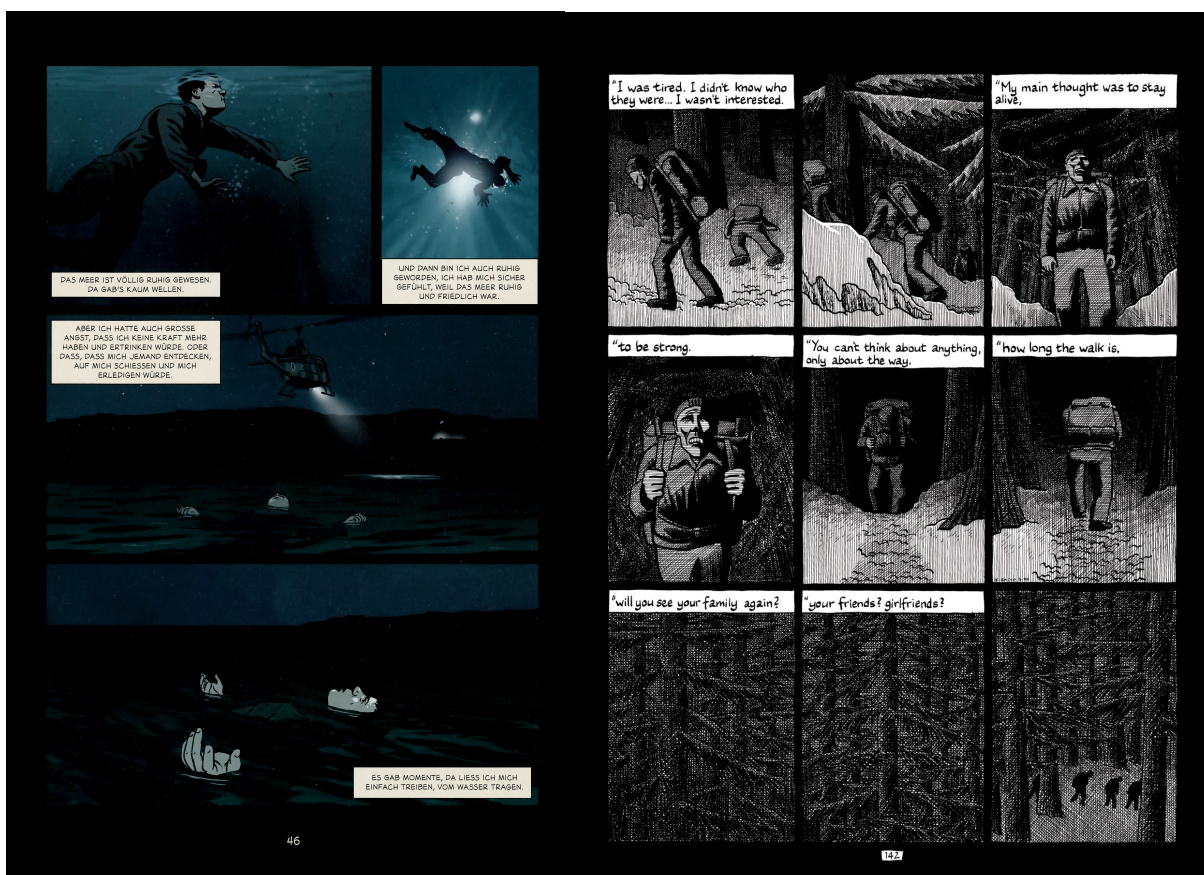 DAS MEER IST VÖLLIG RUHIG GEWESEN.
DA GAB'S KAUM WELLEN.
UND DANN BIN ICH AUCH RUHIG
GEWORDEN, ICH HAB MICH SICHER
GEFÜHLT, WEIL DAS MEER RUHIG
UND FRIEDLICH WAR.
ABER ICH HATTE AUCH GROSSE
ANGST, DASS ICH KEINE KRAFT MEHR
HABEN UND ERTRINKEN WÜRDE. ODER
DASS, DASS MICH JEMAND ENTDECKEN,
AUF MICH SCHIESSEN UND MICH
ERLEDIGEN WÜRDE.
ES GAB MOMENTE, DA LIESS ICH MICH
EINFACH TREIBEN, VOM WASSER TRAGEN.
46
"I was tired. I didn't know who
they were... I wasn't interested.
"My main thought was to stay
alive,
"to be strong.
"You can't think about anything,
only about the way,
"how long the walk is,
"will you see your family again?
"your friends? girlfriends?
142